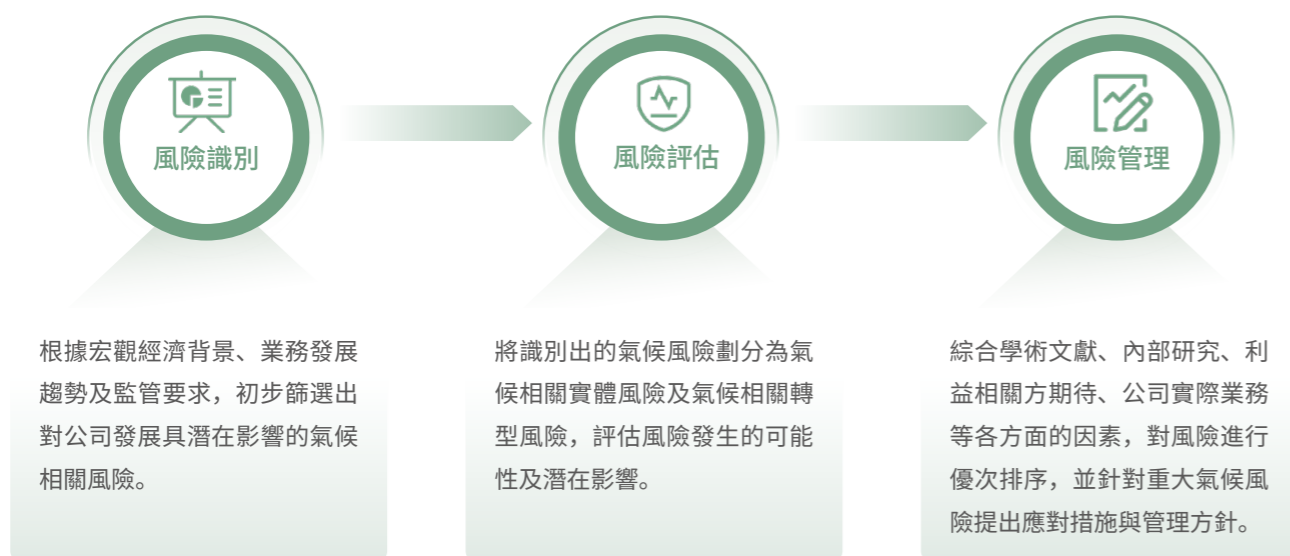 風險識別
根據宏觀經濟背景、業務發展
趨勢及監管要求，初步篩選出
對公司發展具潛在影響的氣候
相關風險。
風險評估
將識別出的氣候風險劃分為氣
候相關實體風險及氣候相關轉
型風險，評估風險發生的可能
性及潛在影響。
風險管理
綜合學術文獻、內部研究、利
益相關方期待、公司實際業務
等各方面的因素，對風險進行
優次排序，並針對重大氣候風
險提出應對措施與管理方針。